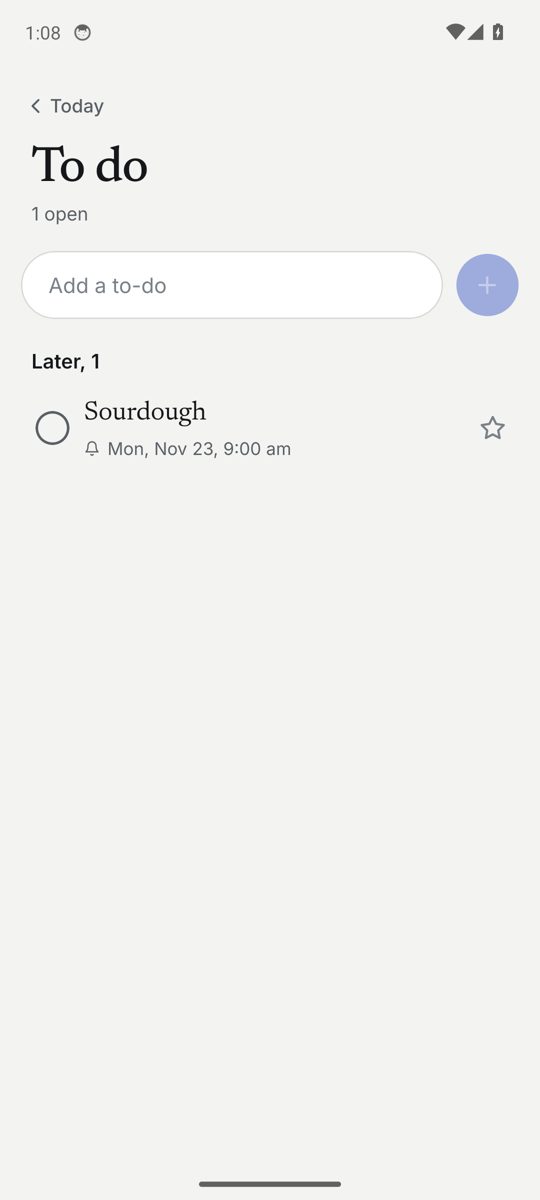 1:08
Today
To do
1 open
Add a to-do
Later, 1
Sourdough
Mon, Nov 23, 9:00 am